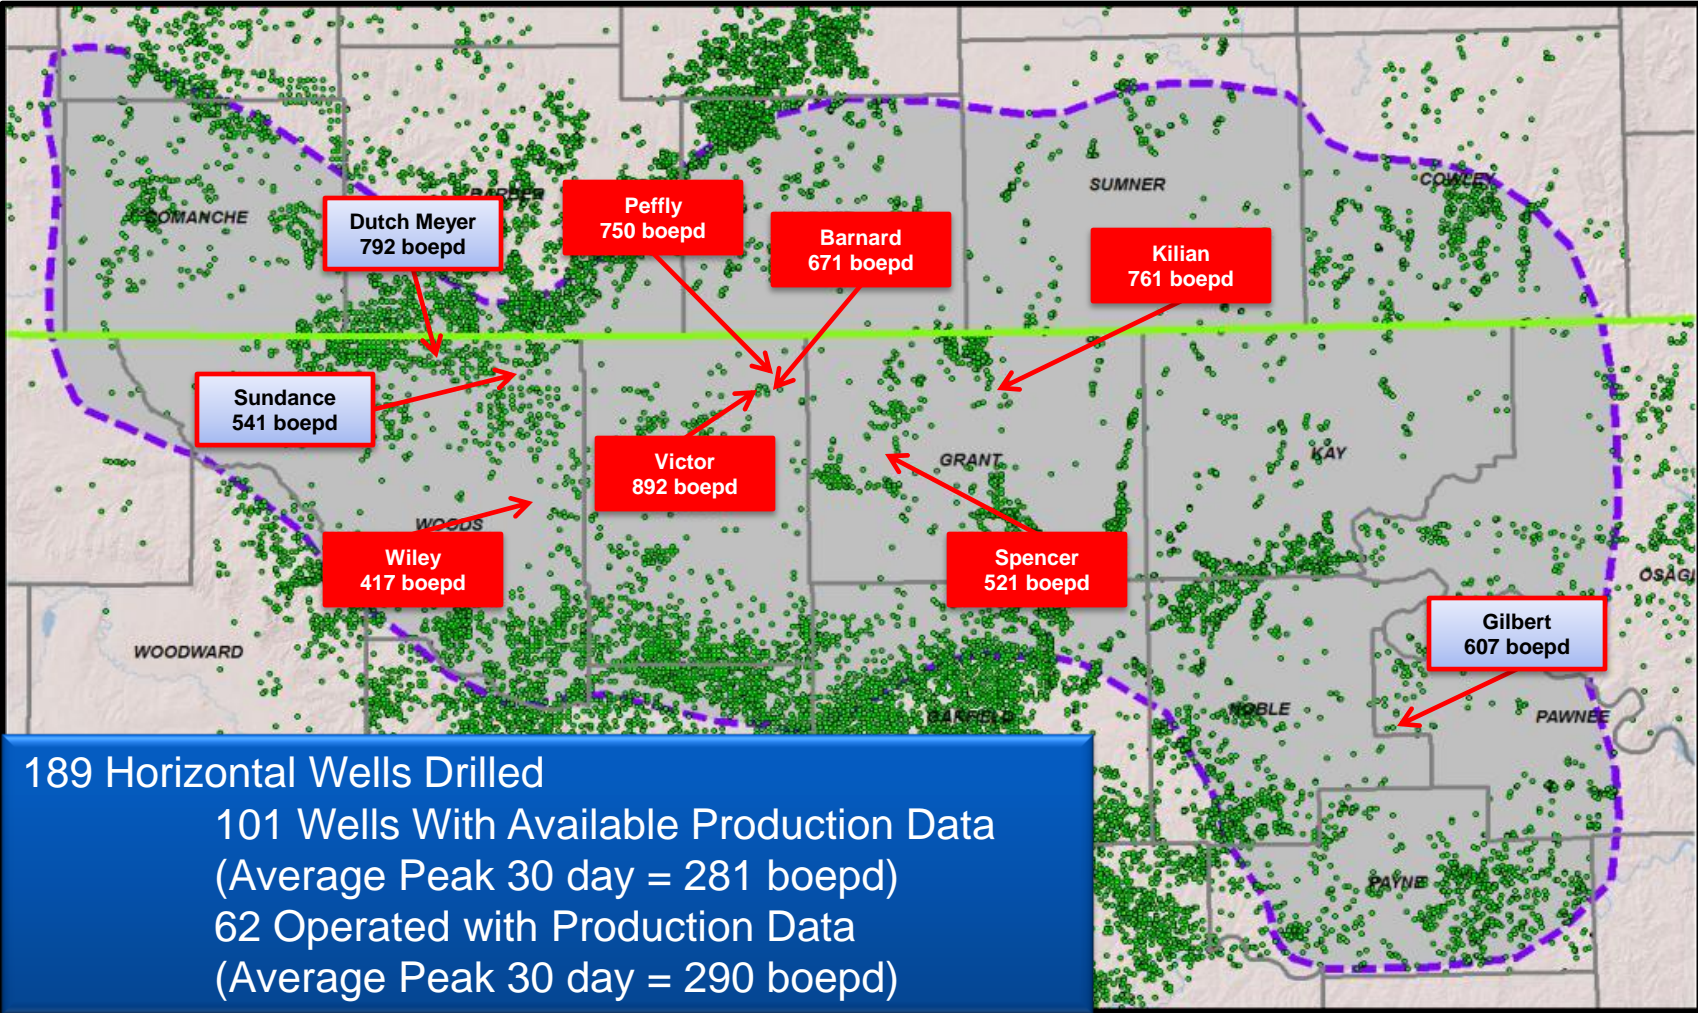 BARBER
SUMNER
COWLEY
COMANCHE
Dutch Meyer
792 boepd
Peffly
750 boepd
Barnard
671 boepd
Kilian
761 boepd
Sundance
541 boepd
Victor
892 boepd
GRANT
KAY
WOODS
Wiley
417 boepd
Spencer
521 boepd
OSAG
Gilbert
607 boepd
WOODWARD
GARFIELD
NOBLE
PAWNEE
PAYNE
189 Horizontal Wells Drilled
101 Wells With Available Production Data
(Average Peak 30 day = 281 boepd)
62 Operated with Production Data
(Average Peak 30 day = 290 boepd)